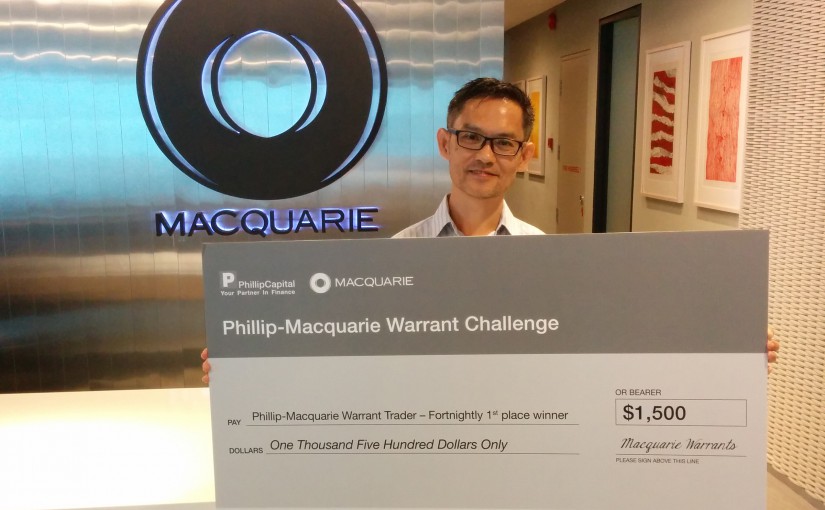 MACQUARIE
P PhillipCapital
Your Partner In Finance
MACQUARIE
Phillip-Macquarie Warrant Challenge
OR BEARER
PAY Phillip-Macquarie Warrant Trader – Fortnightly 1st place winner
$1,500
DOLLARS One Thousand Five Hundred Dollars Only
Macquarie Warrants
PLEASE SIGN ABOVE THIS LINE